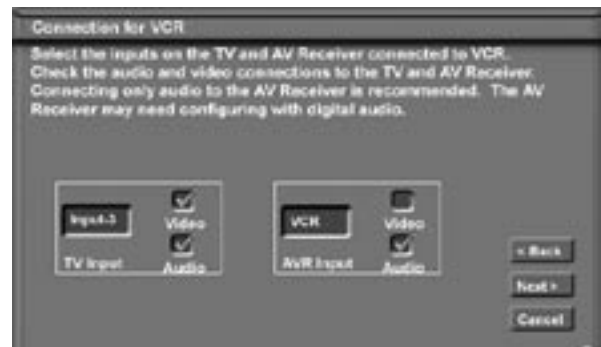 Connection for VCR
Select the inputs on the TV and AV Receiver connected to VCR.
Check the audio and video connections to the TV and AV Receiver.
Connecting only audio to the AV Receiver is recommended. The AV
Receiver may need configuring with digital audio.
Input-3
Video
VCR
Video
TV Input
Audio
AVR Input
Audio
< Back
Next >
Cancel